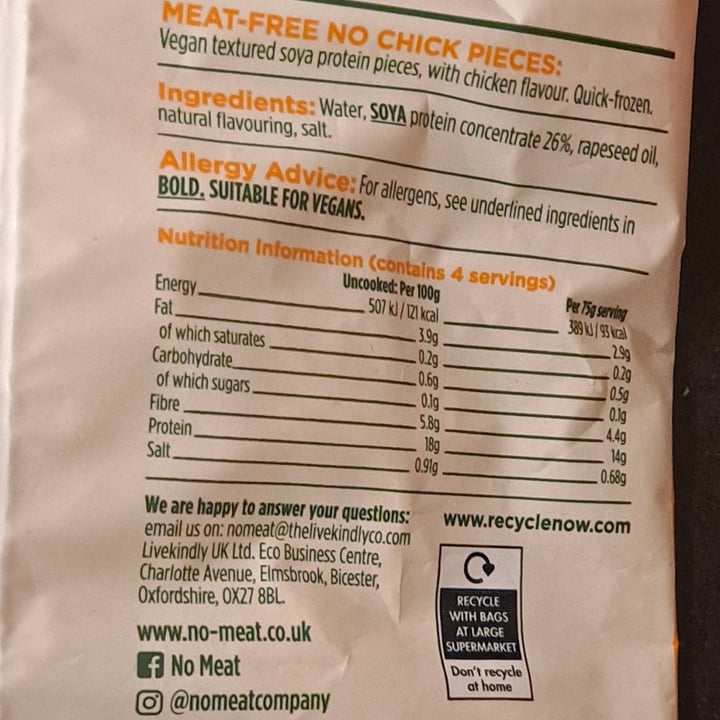 MEAT-FREE NO CHICK PIECES:
Vegan textured soya protein pieces, with chicken flavour. Quick-frozen.
Ingredients: Water, SOYA protein concentrate 26%, rapeseed oil,
natural flavouring, salt.
Allergy Advice: For allergens, see underlined ingredients in
BOLD. SUITABLE FOR VEGANS.
Nutrition Information (contains 4 servings)
Uncooked: Per 100g Per 75g serving
Energy 507 kJ / 121 kcal 389 kJ / 93 kcal
Fat 3.9g 2.9g
of which saturates 0.2g 0.2g
Carbohydrate 0.6g 0.5g
of which sugars 0.1g 0.1g
Fibre 5.8g 4.4g
Protein 18g 14g
Salt 0.91g 0.68g
We are happy to answer your questions:
email us on: nomeat@thelivekindlyco.com
Livekindly UK Ltd. Eco Business Centre,
Charlotte Avenue, Elmsbrook, Bicester,
Oxfordshire, OX27 8BL.
www.no-meat.co.uk
No Meat
@nomeatcompany
www.recyclenow.com
RECYCLE
WITH BAGS
AT LARGE
SUPERMARKET
Don't recycle
at home